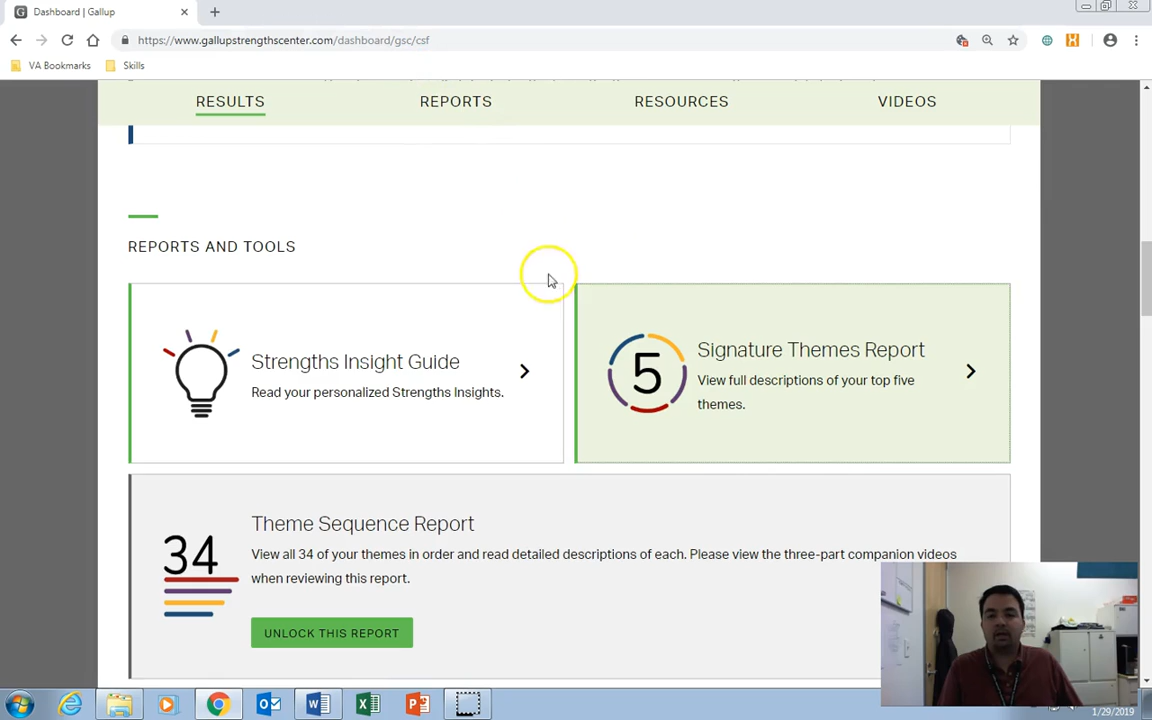 Dashboard | Gallup
https://www.gallupstrengthscenter.com/dashboard/gsc/csf
VA Bookmarks
Skills
RESULTS
REPORTS
RESOURCES
VIDEOS
REPORTS AND TOOLS
Strengths Insight Guide
Read your personalized Strengths Insights.
5
Signature Themes Report
View full descriptions of your top five
themes.
34
Theme Sequence Report
View all 34 of your themes in order and read detailed descriptions of each. Please view the three-part companion videos
when reviewing this report.
UNLOCK THIS REPORT
1/29/2019